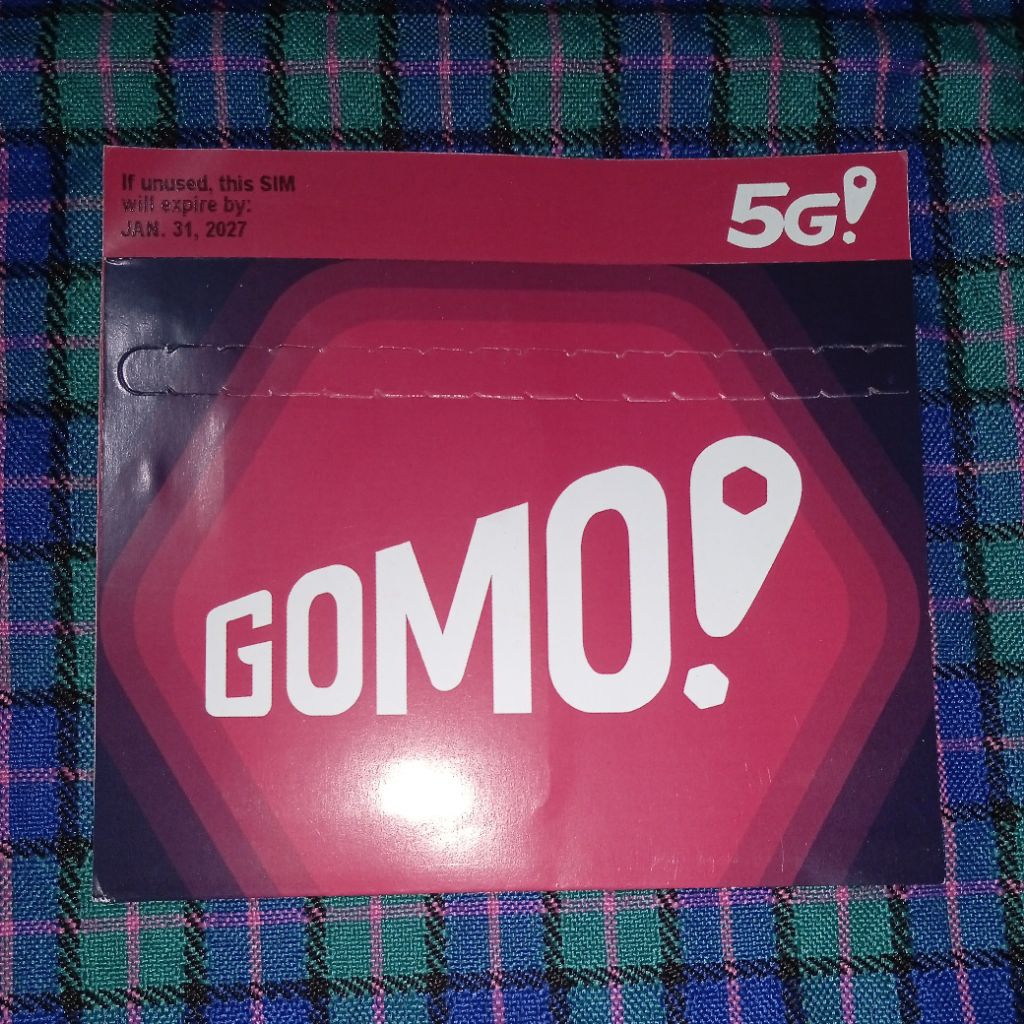 If unused, this SIM
will expire by:
JAN. 31, 2027
5G!
GOMO!